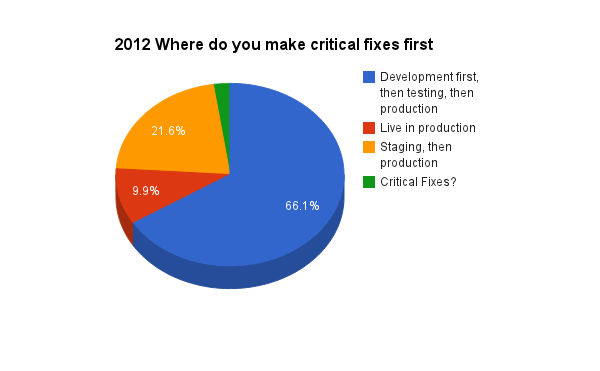 2012 Where do you make critical fixes first
Development first,
then testing, then
production
Live in production
Staging, then
production
Critical Fixes?
21.6%
9.9%
66.1%